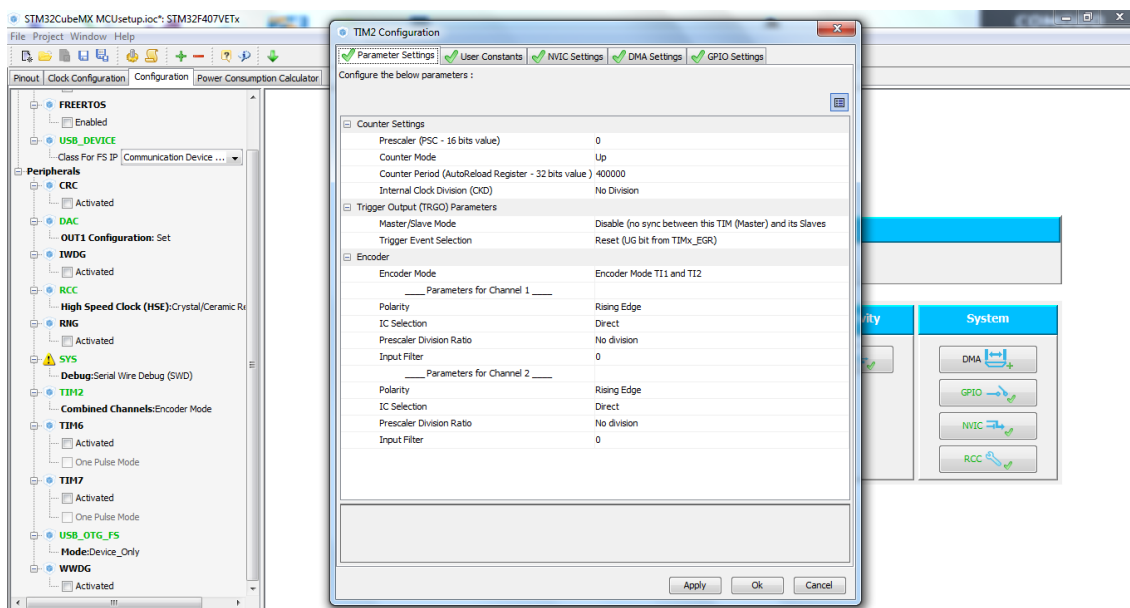 STM32CubeMX MCUsetup.ioc*: STM32F407VETx
File Project Window Help
Pinout Clock Configuration Configuration Power Consumption Calculator
FREERTOS
Enabled
USB_DEVICE
Class For FS IP Communication Device ...
Peripherals
CRC
Activated
DAC
OUT1 Configuration: Set
IWDG
Activated
RCC
High Speed Clock (HSE):Crystal/Ceramic Re
RNG
Activated
SYS
Debug:Serial Wire Debug (SWD)
TIM2
Combined Channels:Encoder Mode
TIM6
Activated
One Pulse Mode
TIM7
Activated
One Pulse Mode
USB_OTG_FS
Mode:Device_Only
WWDG
Activated
TIM2 Configuration
Parameter Settings User Constants NVIC Settings DMA Settings GPIO Settings
Configure the below parameters :
Counter Settings
Prescaler (PSC - 16 bits value) 0
Counter Mode Up
Counter Period (AutoReload Register - 32 bits value ) 400000
Internal Clock Division (CKD) No Division
Trigger Output (TRGO) Parameters
Master/Slave Mode Disable (no sync between this TIM (Master) and its Slaves
Trigger Event Selection Reset (UG bit from TIMx_EGR)
Encoder
Encoder Mode Encoder Mode TI1 and TI2
____ Parameters for Channel 1 ____
Polarity Rising Edge
IC Selection Direct
Prescaler Division Ratio No division
Input Filter 0
____ Parameters for Channel 2 ____
Polarity Rising Edge
IC Selection Direct
Prescaler Division Ratio No division
Input Filter 0
Apply Ok Cancel
vity
System
DMA
GPIO
NVIC
RCC